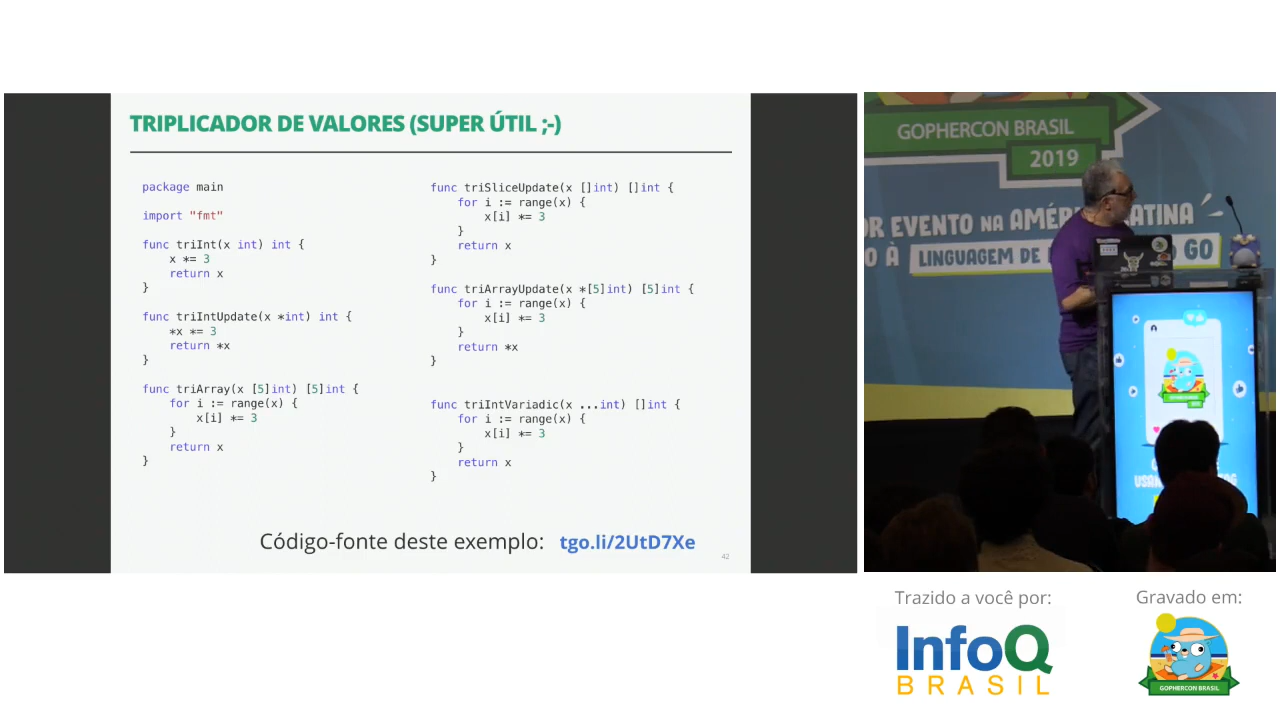 TRIPLICADOR DE VALORES (SUPER ÚTIL ;-)
package main
import "fmt"
func triInt(x int) int {
    x *= 3
    return x
}
func triIntUpdate(x *int) int {
    *x *= 3
    return *x
}
func triArray(x [5]int) [5]int {
    for i := range(x) {
        x[i] *= 3
    }
    return x
}
func triSliceUpdate(x []int) []int {
    for i := range(x) {
        x[i] *= 3
    }
    return x
}
func triArrayUpdate(x *[5]int) [5]int {
    for i := range(x) {
        x[i] *= 3
    }
    return *x
}
func triIntVariadic(x ...int) []int {
    for i := range(x) {
        x[i] *= 3
    }
    return x
}
Código-fonte deste exemplo: tgo.li/2UtD7Xe
42
GOPHERCON BRASIL
2019
OR EVENTO NA AMÉR ATINA
O À LINGUAGEM DE GO
Trazido a você por:
InfoQ
BRASIL
Gravado em:
GOPHERCON BRASIL